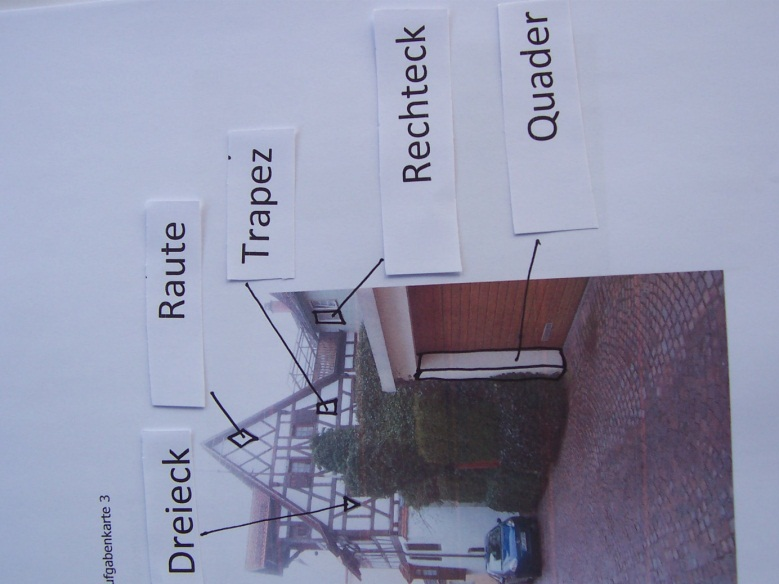 ufgabenkarte 3
Dreieck
Raute
Trapez
Rechteck
Quader